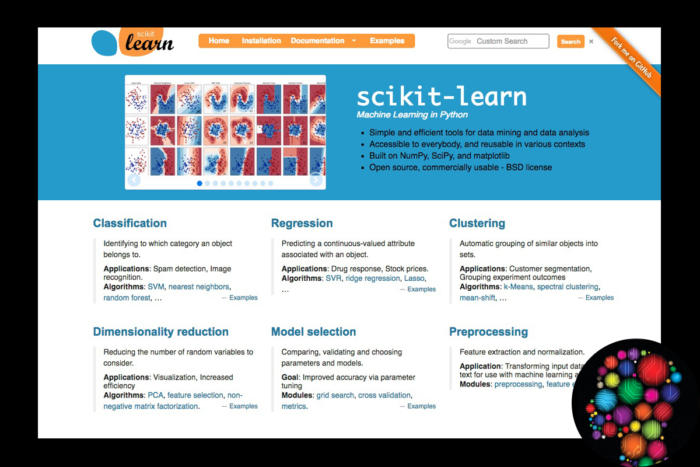 scikit
learn
Home Installation Documentation Examples
Google Custom Search
Search ×
Fork me on GitHub
scikit-learn
Machine Learning in Python
• Simple and efficient tools for data mining and data analysis
• Accessible to everybody, and reusable in various contexts
• Built on NumPy, SciPy, and matplotlib
• Open source, commercially usable - BSD license
Classification
Identifying to which category an object
belongs to.
Applications: Spam detection, Image
recognition.
Algorithms: SVM, nearest neighbors,
random forest, … — Examples
Regression
Predicting a continuous-valued attribute
associated with an object.
Applications: Drug response, Stock prices.
Algorithms: SVR, ridge regression, Lasso,
… — Examples
Clustering
Automatic grouping of similar objects into
sets.
Applications: Customer segmentation,
Grouping experiment outcomes
Algorithms: k-Means, spectral clustering,
mean-shift, … — Examples
Dimensionality reduction
Reducing the number of random variables to
consider.
Applications: Visualization, Increased
efficiency
Algorithms: PCA, feature selection, non-
negative matrix factorization. — Examples
Model selection
Comparing, validating and choosing
parameters and models.
Goal: Improved accuracy via parameter
tuning
Modules: grid search, cross validation,
metrics. — Examples
Preprocessing
Feature extraction and normalization.
Application: Transforming input
text for use with machine learning
Modules: preprocessing, feature